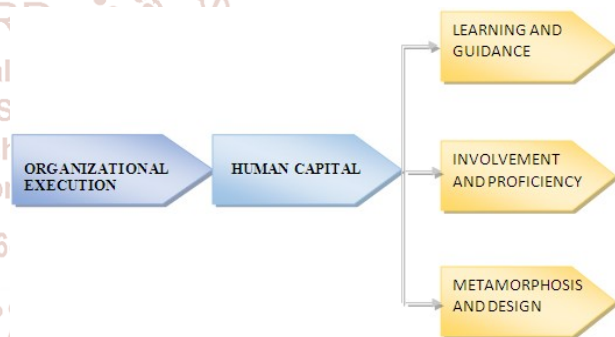 LEARNING AND
GUIDANCE
ORGANIZATIONAL
EXECUTION
HUMAN CAPITAL
INVOLVEMENT
AND PROFICIENCY
METAMORPHOSIS
AND DESIGN